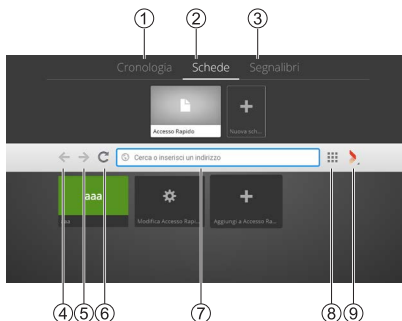 1 2 3
Cronologia Schede Segnalibri
Accesso Rapido
Nuova sch...
Cerca o inserisci un indirizzo
aaa
aaa
Modifica Accesso Rapi...
Aggiungi a Accesso Ra...
4 5 6 7 8 9